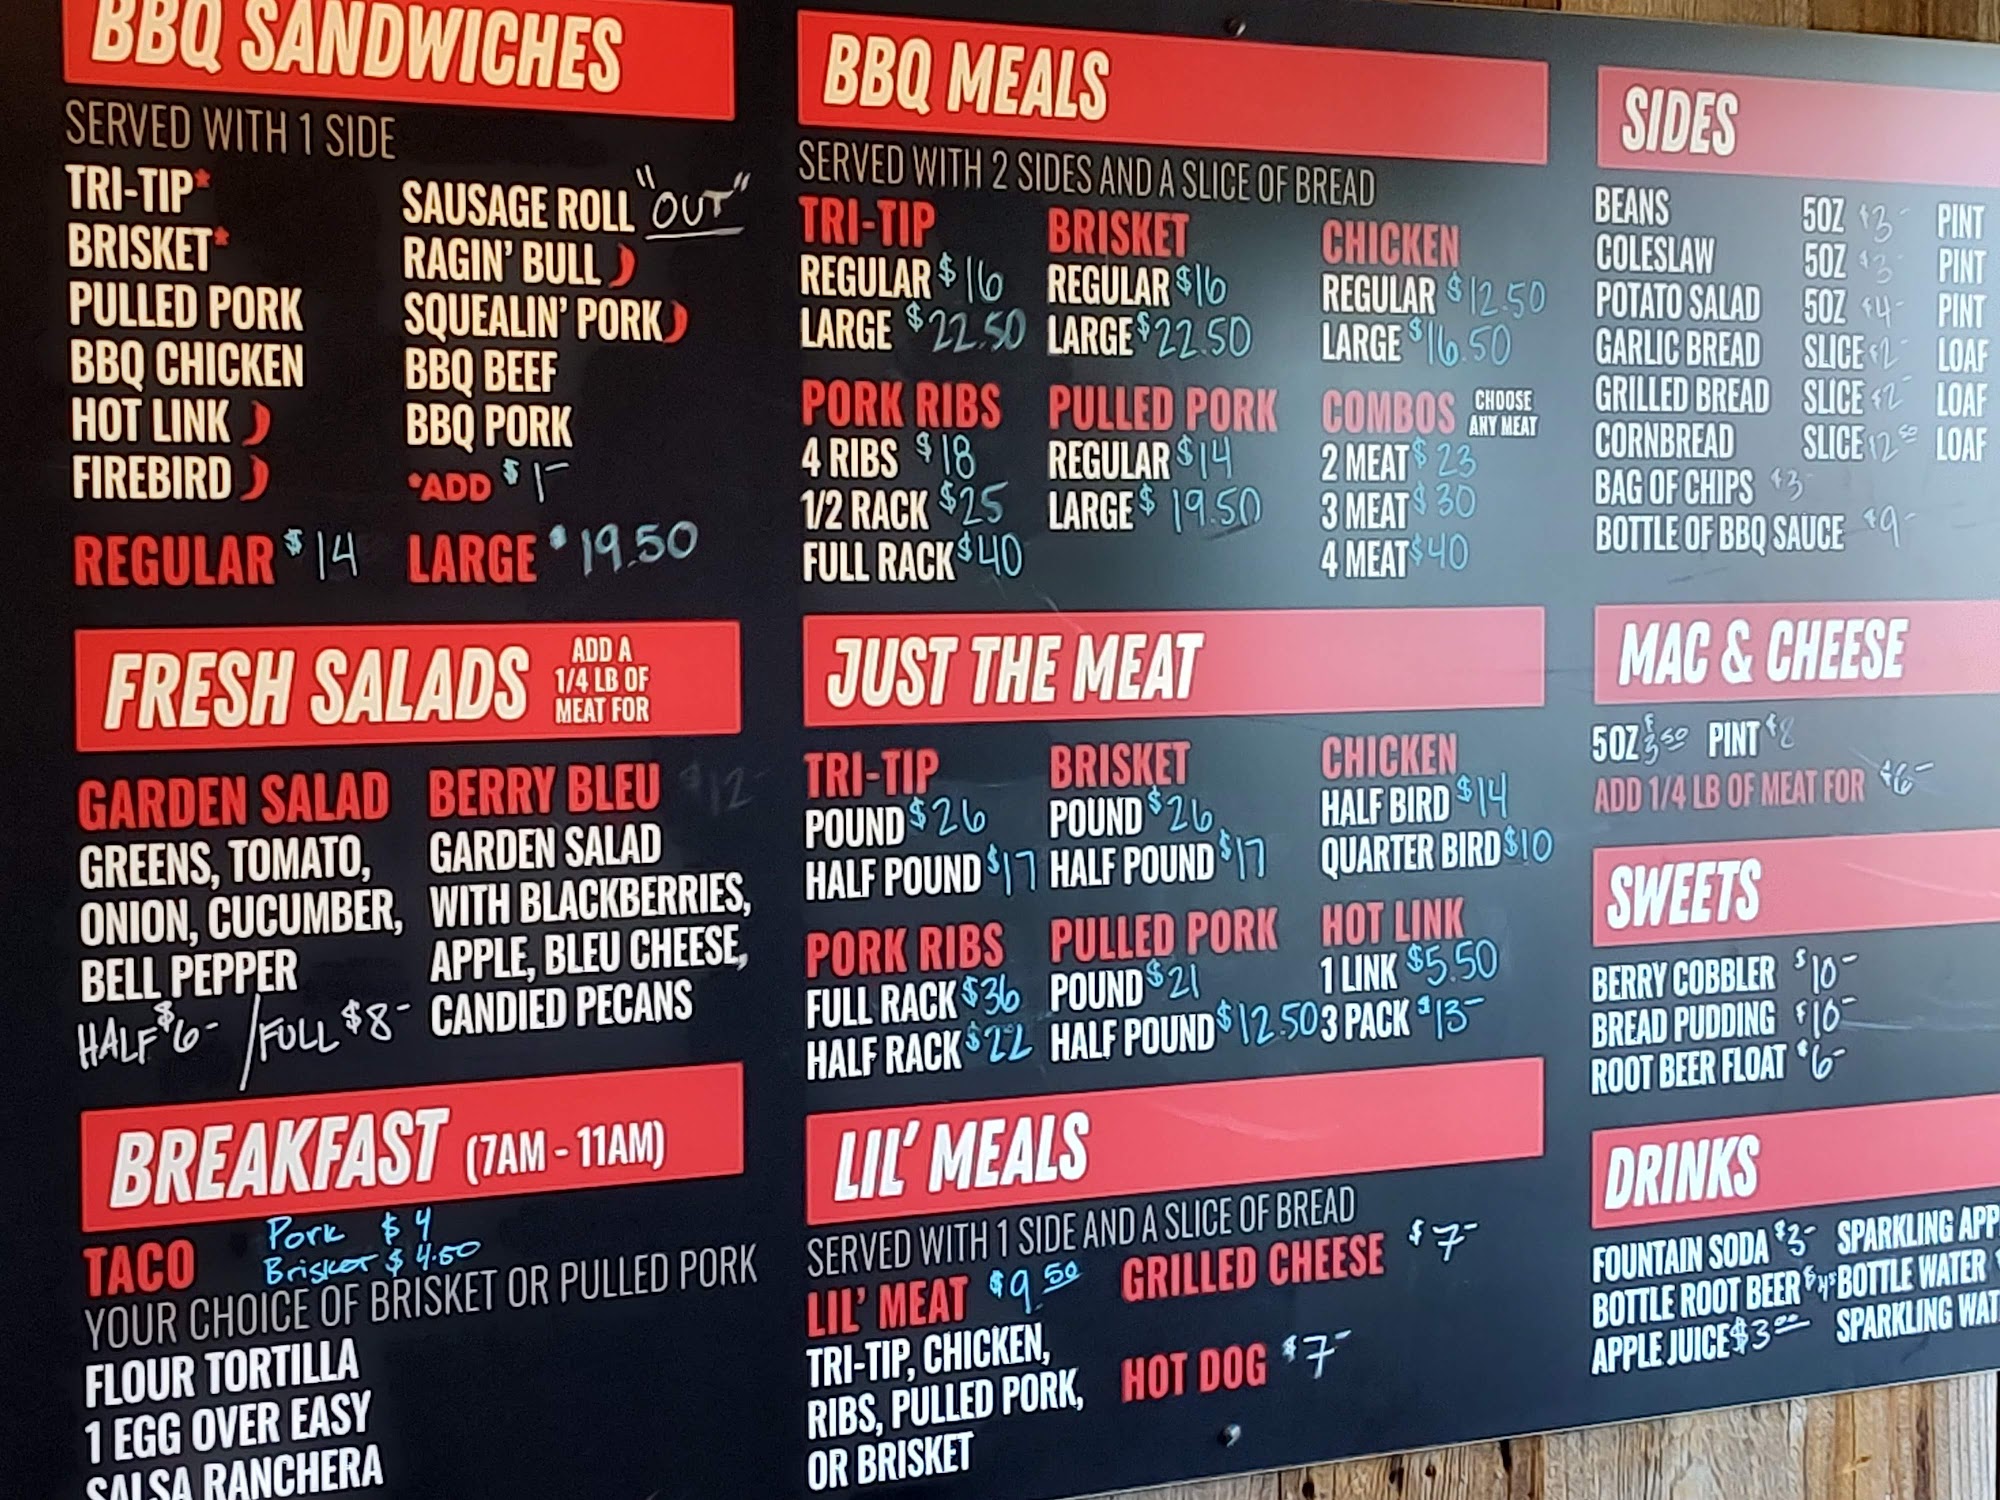 BBQ SANDWICHES
SERVED WITH 1 SIDE
TRI-TIP*
BRISKET*
PULLED PORK
BBQ CHICKEN
HOT LINK
FIREBIRD
SAUSAGE ROLL "OUT"
RAGIN' BULL
SQUEALIN' PORK
BBQ BEEF
BBQ PORK
*ADD $1-
REGULAR $14
LARGE $19.50
FRESH SALADS
ADD A
1/4 LB OF
MEAT FOR
GARDEN SALAD
GREENS, TOMATO,
ONION, CUCUMBER,
BELL PEPPER
HALF $6- / FULL $8-
BERRY BLEU $12-
GARDEN SALAD
WITH BLACKBERRIES,
APPLE, BLEU CHEESE,
CANDIED PECANS
BREAKFAST (7AM - 11AM)
TACO
Pork $4
Brisket $4.50
YOUR CHOICE OF BRISKET OR PULLED PORK
FLOUR TORTILLA
1 EGG OVER EASY
SALSA RANCHERA
BBQ MEALS
SERVED WITH 2 SIDES AND A SLICE OF BREAD
TRI-TIP
REGULAR $16
LARGE $22.50
BRISKET
REGULAR $16
LARGE $22.50
CHICKEN
REGULAR $12.50
LARGE $16.50
PORK RIBS
4 RIBS $18
1/2 RACK $25
FULL RACK $40
PULLED PORK
REGULAR $14
LARGE $19.50
COMBOS
CHOOSE
ANY MEAT
2 MEAT $23
3 MEAT $30
4 MEAT $40
JUST THE MEAT
TRI-TIP
POUND $26
HALF POUND $17
BRISKET
POUND $26
HALF POUND $17
CHICKEN
HALF BIRD $14
QUARTER BIRD $10
PORK RIBS
FULL RACK $36
HALF RACK $22
PULLED PORK
POUND $21
HALF POUND $12.50
HOT LINK
1 LINK $5.50
3 PACK $13-
LIL' MEALS
SERVED WITH 1 SIDE AND A SLICE OF BREAD
LIL' MEAT $9.50
TRI-TIP, CHICKEN,
RIBS, PULLED PORK,
OR BRISKET
GRILLED CHEESE $7-
HOT DOG $7-
SIDES
BEANS 5OZ $3- PINT
COLESLAW 5OZ $3- PINT
POTATO SALAD 5OZ $4- PINT
GARLIC BREAD SLICE $2- LOAF
GRILLED BREAD SLICE $2- LOAF
CORNBREAD SLICE LOAF
BAG OF CHIPS $3-
BOTTLE OF BBQ SAUCE $9-
MAC & CHEESE
5OZ $3.50 PINT $8
ADD 1/4 LB OF MEAT FOR $6-
SWEETS
BERRY COBBLER $10-
BREAD PUDDING $10-
ROOT BEER FLOAT $6-
DRINKS
FOUNTAIN SODA $3- SPARKLING APP
BOTTLE ROOT BEER BOTTLE WATER
APPLE JUICE $3.00 SPARKLING WAT